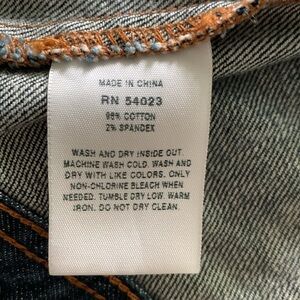 MADE IN CHINA
RN 54023
98% COTTON
2% SPANDEX
WASH AND DRY INSIDE OUT.
MACHINE WASH COLD. WASH AND
DRY WITH LIKE COLORS. ONLY
NON-CHLORINE BLEACH WHEN
NEEDED. TUMBLE DRY LOW. WARM
IRON. DO NOT DRY CLEAN.